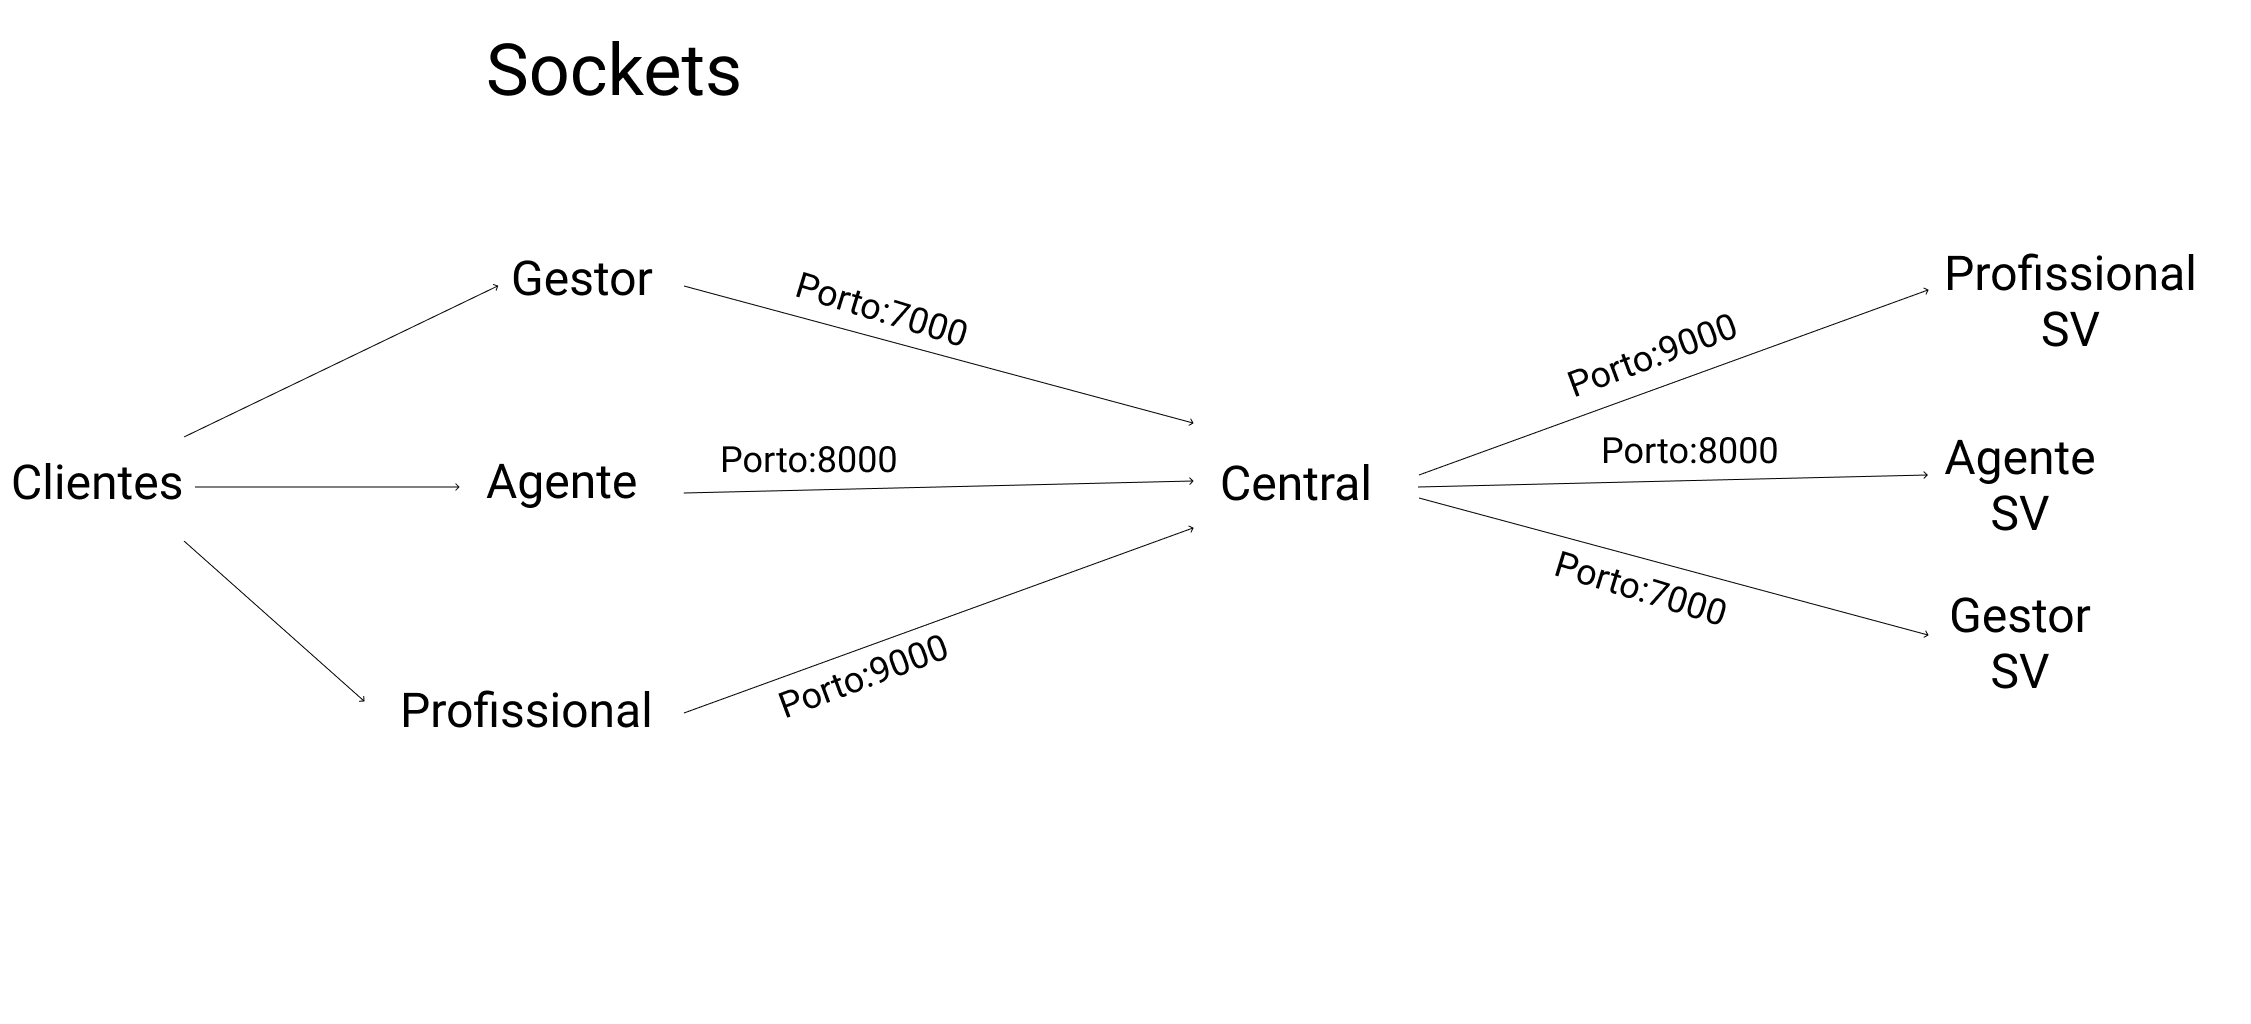 Sockets
Clientes
Gestor
Agente
Profissional
Porto:7000
Porto:8000
Porto:9000
Central
Porto:9000
Porto:8000
Porto:7000
Profissional
SV
Agente
SV
Gestor
SV